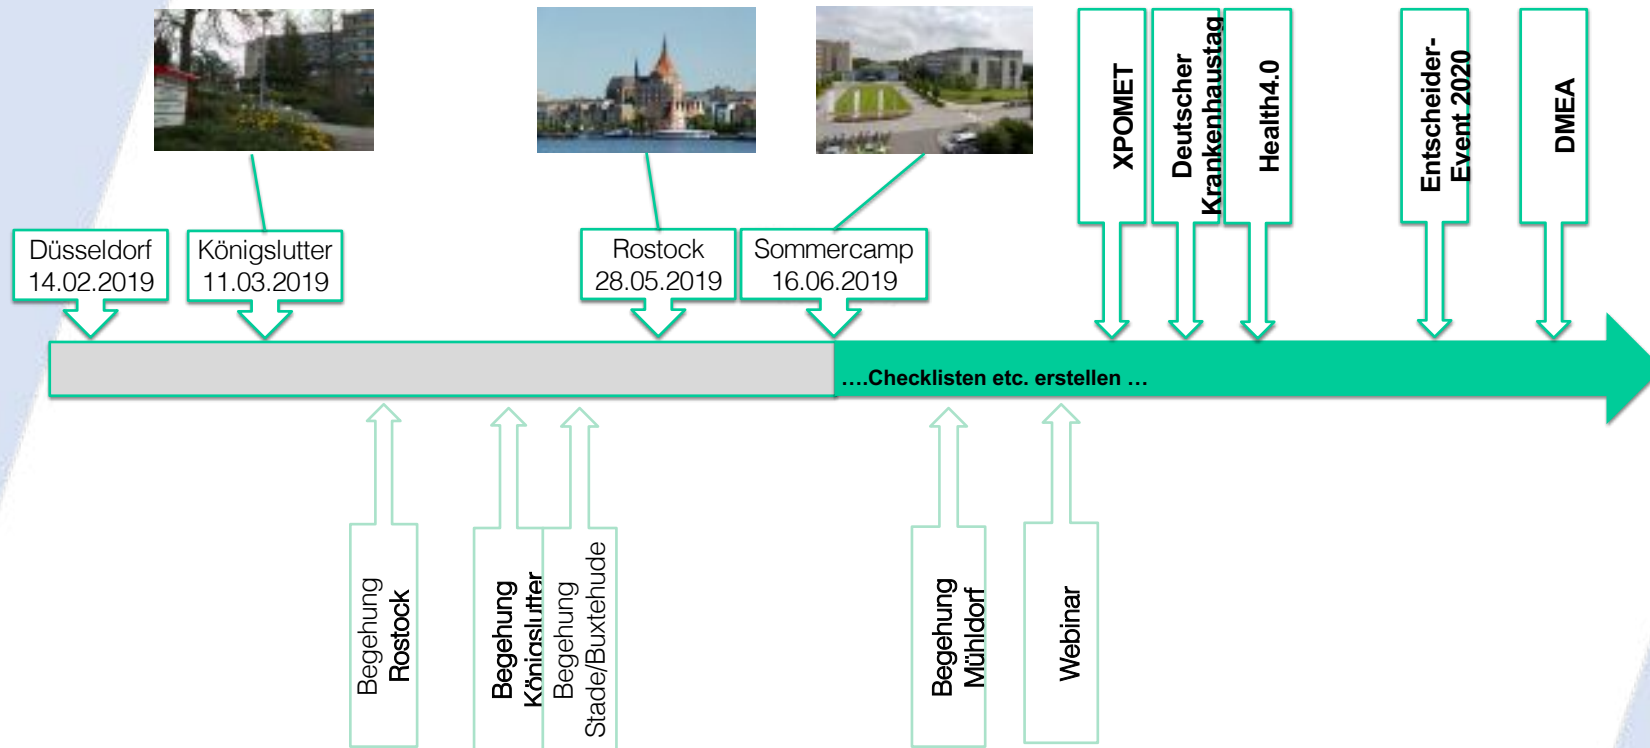 XPOMET
Deutscher
Krankenhaustag
Health4.0
Entscheider-
Event 2020
DMEA
Düsseldorf
14.02.2019
Königslutter
11.03.2019
Rostock
28.05.2019
Sommercamp
16.06.2019
....Checklisten etc. erstellen ...
Begehung
Rostock
Begehung
Königslutter
Begehung
Stade/Buxtehude
Begehung
Mühldorf
Webinar